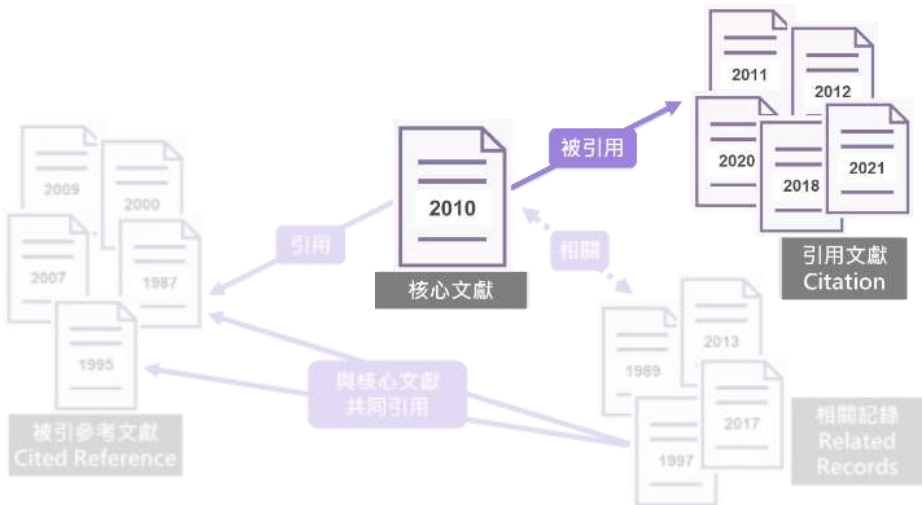 2011
2012
2020
2018
2021
被引用
引用文獻
Citation
2010
核心文獻
2009
2000
2007
1987
1995
引用
相關
與核心文獻
共同引用
被引參考文獻
Cited Reference
1989
2013
2017
1997
相關記錄
Related
Records